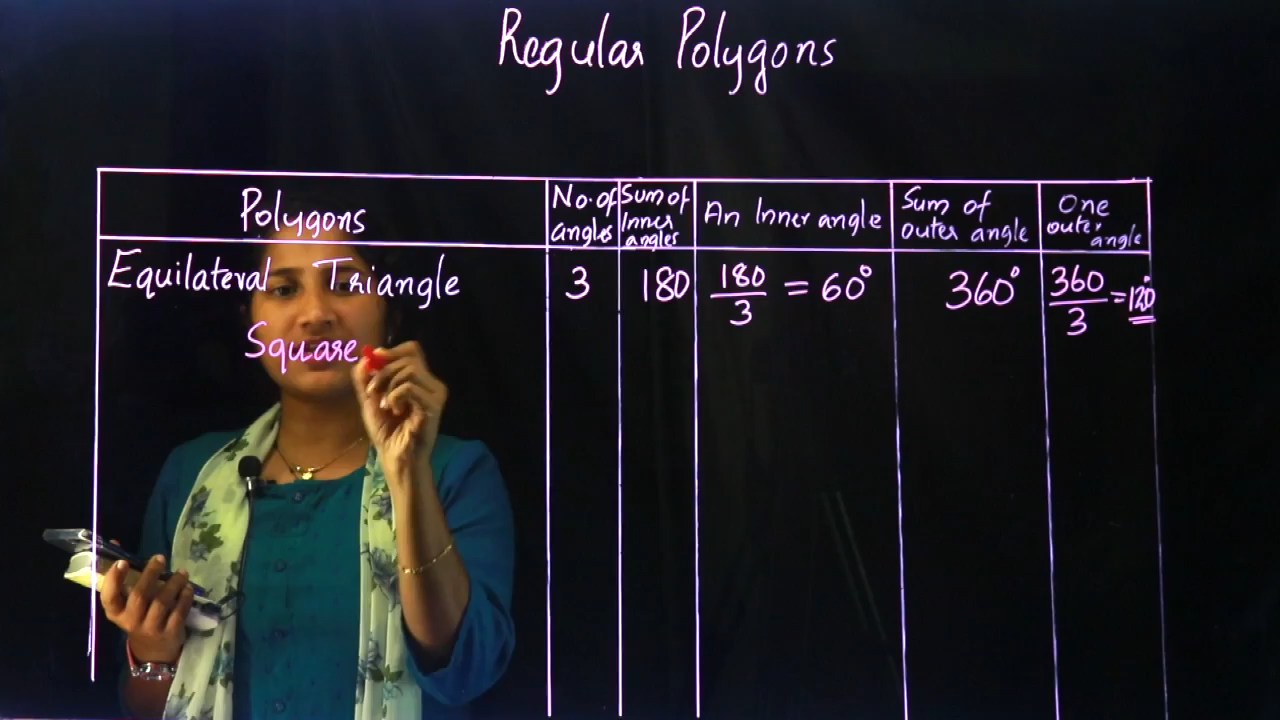 Regular Polygons
Polygons
No. of angles
Sum of Inner angles
An Inner angle
Sum of outer angle
One outer angle
Equilateral Triangle
3
180
180/3 = 60°
360°
360/3 = 120°
Square